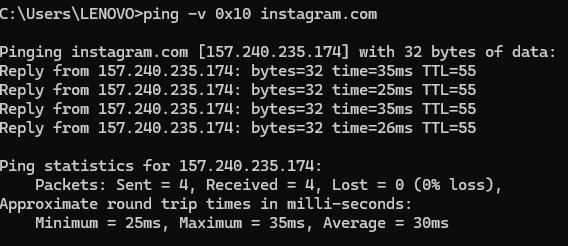 C:\Users\LENOVO>ping -v 0x10 instagram.com
Pinging instagram.com [157.240.235.174] with 32 bytes of data:
Reply from 157.240.235.174: bytes=32 time=35ms TTL=55
Reply from 157.240.235.174: bytes=32 time=25ms TTL=55
Reply from 157.240.235.174: bytes=32 time=35ms TTL=55
Reply from 157.240.235.174: bytes=32 time=26ms TTL=55
Ping statistics for 157.240.235.174:
Packets: Sent = 4, Received = 4, Lost = 0 (0% loss),
Approximate round trip times in milli-seconds:
Minimum = 25ms, Maximum = 35ms, Average = 30ms